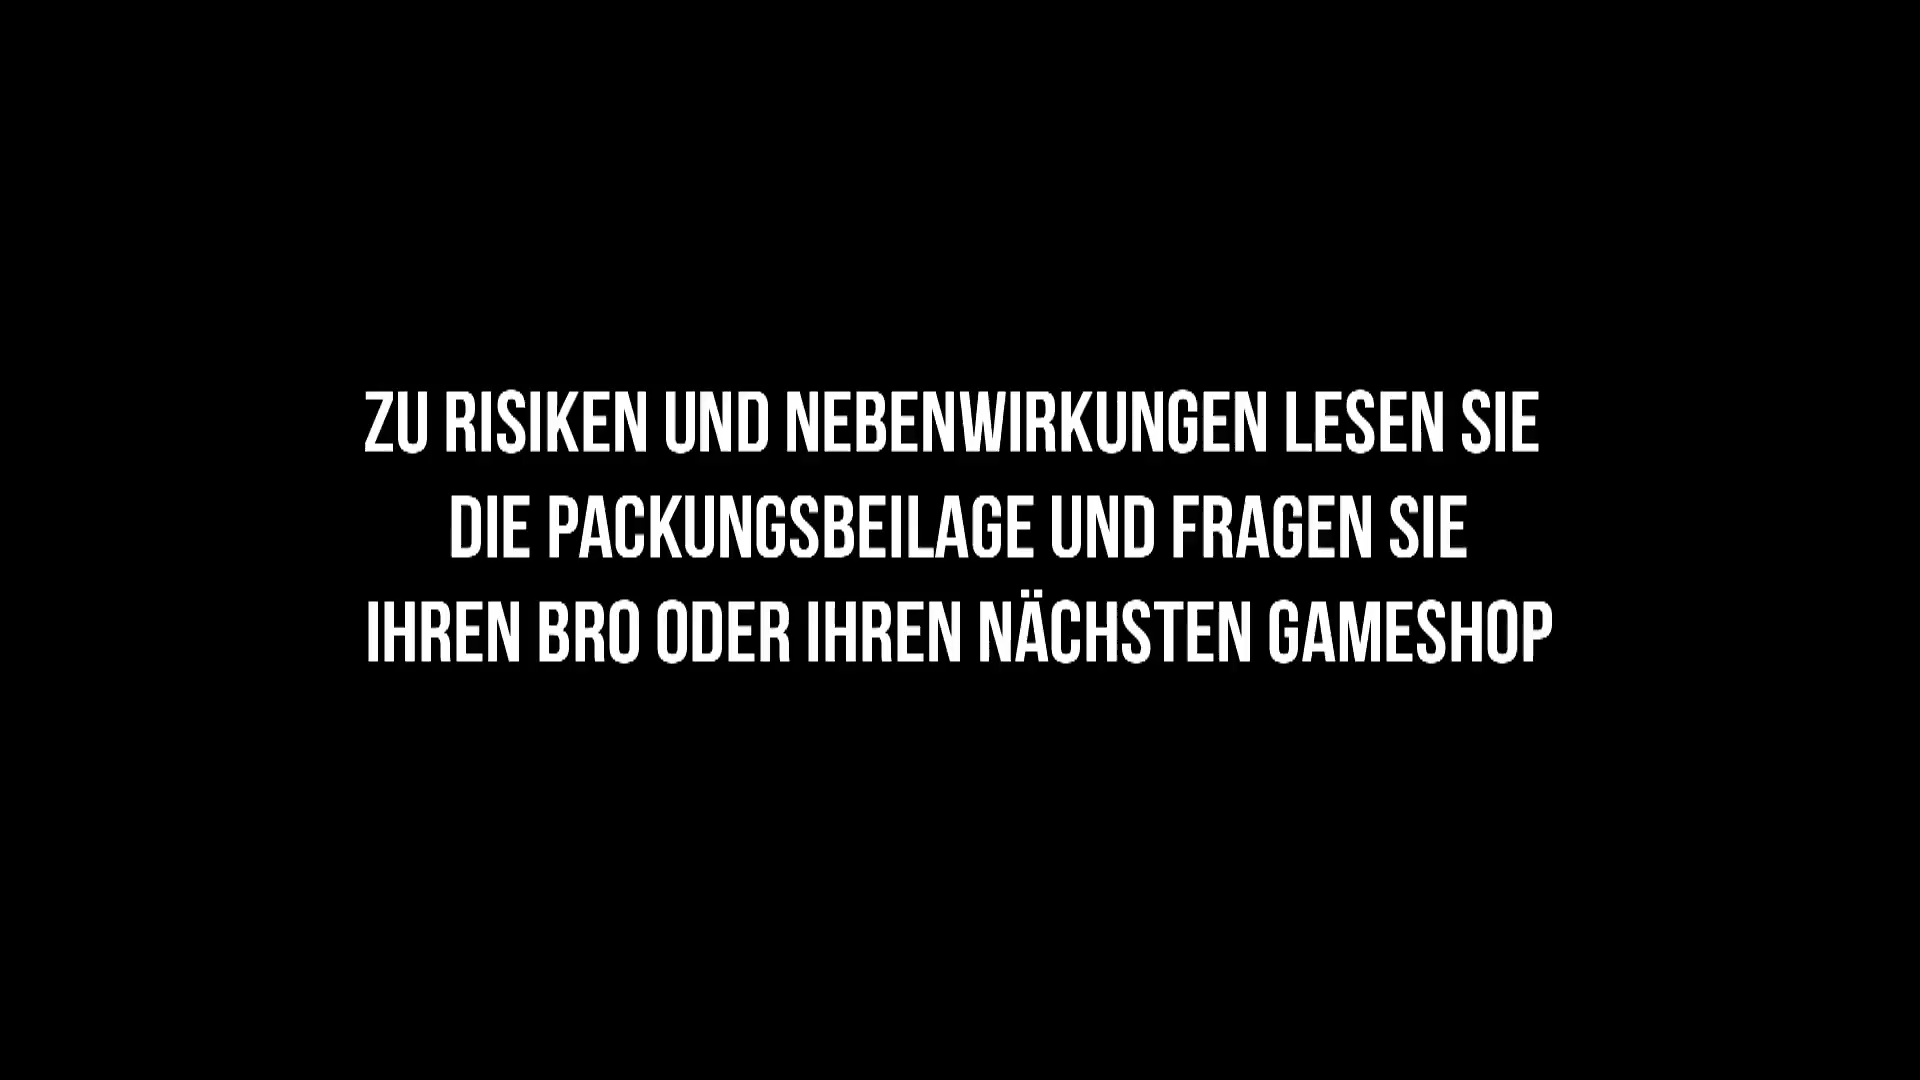 ZU RISIKEN UND NEBENWIRKUNGEN LESEN SIE
DIE PACKUNGSBEILAGE UND FRAGEN SIE
IHREN BRO ODER IHREN NÄCHSTEN GAMESHOP